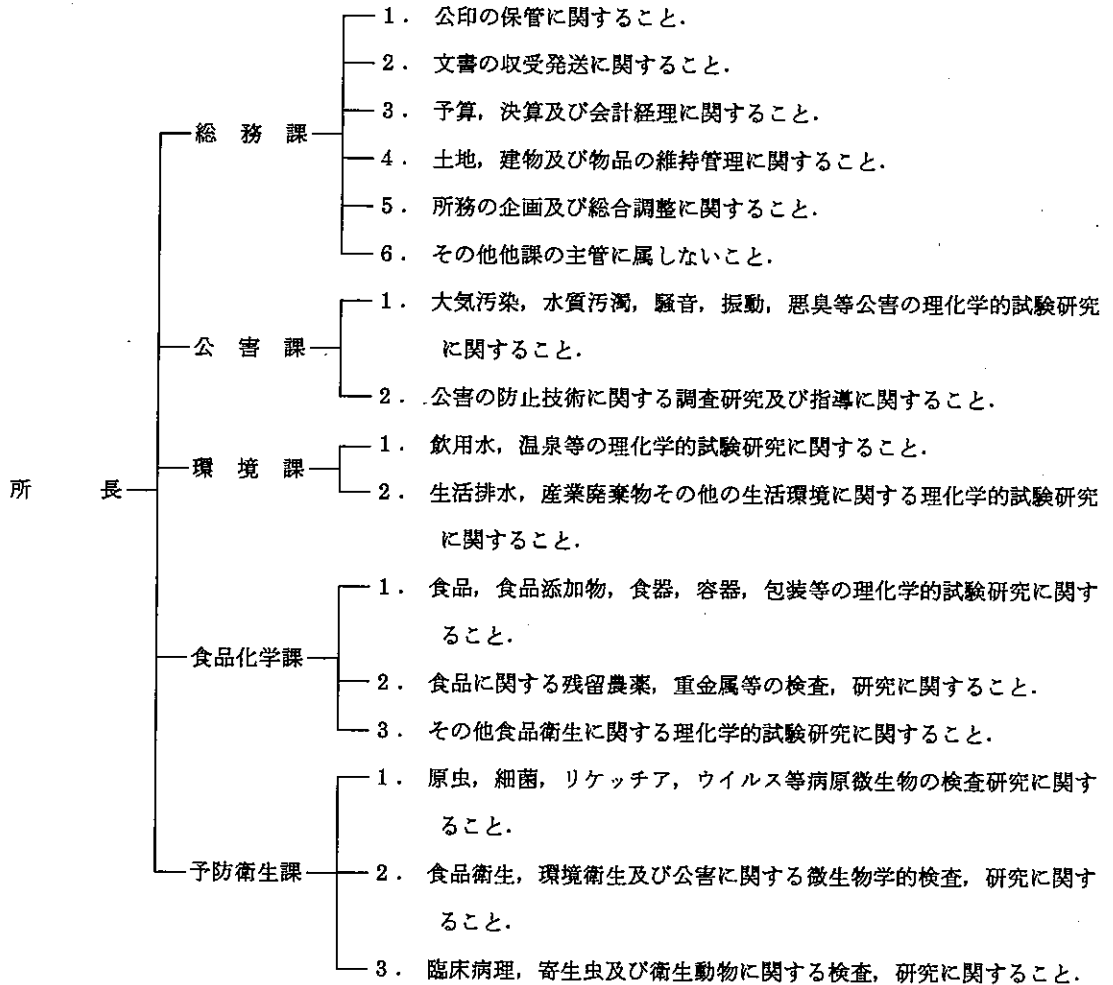 所長
総務課
1. 公印の保管に関すること.
2. 文書の収受発送に関すること.
3. 予算, 決算及び会計経理に関すること.
4. 土地, 建物及び物品の維持管理に関すること.
5. 所務の企画及び総合調整に関すること.
6. その他他課の主管に属しないこと.
公害課
1. 大気汚染, 水質汚濁, 騒音, 振動, 悪臭等公害の理化学的試験研究
に関すること.
2. 公害の防止技術に関する調査研究及び指導に関すること.
環境課
1. 飲用水, 温泉等の理化学的試験研究に関すること.
2. 生活排水, 産業廃棄物その他の生活環境に関する理化学的試験研究
に関すること.
食品化学課
1. 食品, 食品添加物, 食器, 容器, 包装等の理化学的試験研究に関す
ること.
2. 食品に関する残留農薬, 重金属等の検査, 研究に関すること.
3. その他食品衛生に関する理化学的試験研究に関すること.
予防衛生課
1. 原虫, 細菌, リケッチア, ウイルス等病原微生物の検査研究に関す
ること.
2. 食品衛生, 環境衛生及び公害に関する微生物学的検査, 研究に関す
ること.
3. 臨床病理, 寄生虫及び衛生動物に関する検査, 研究に関すること.